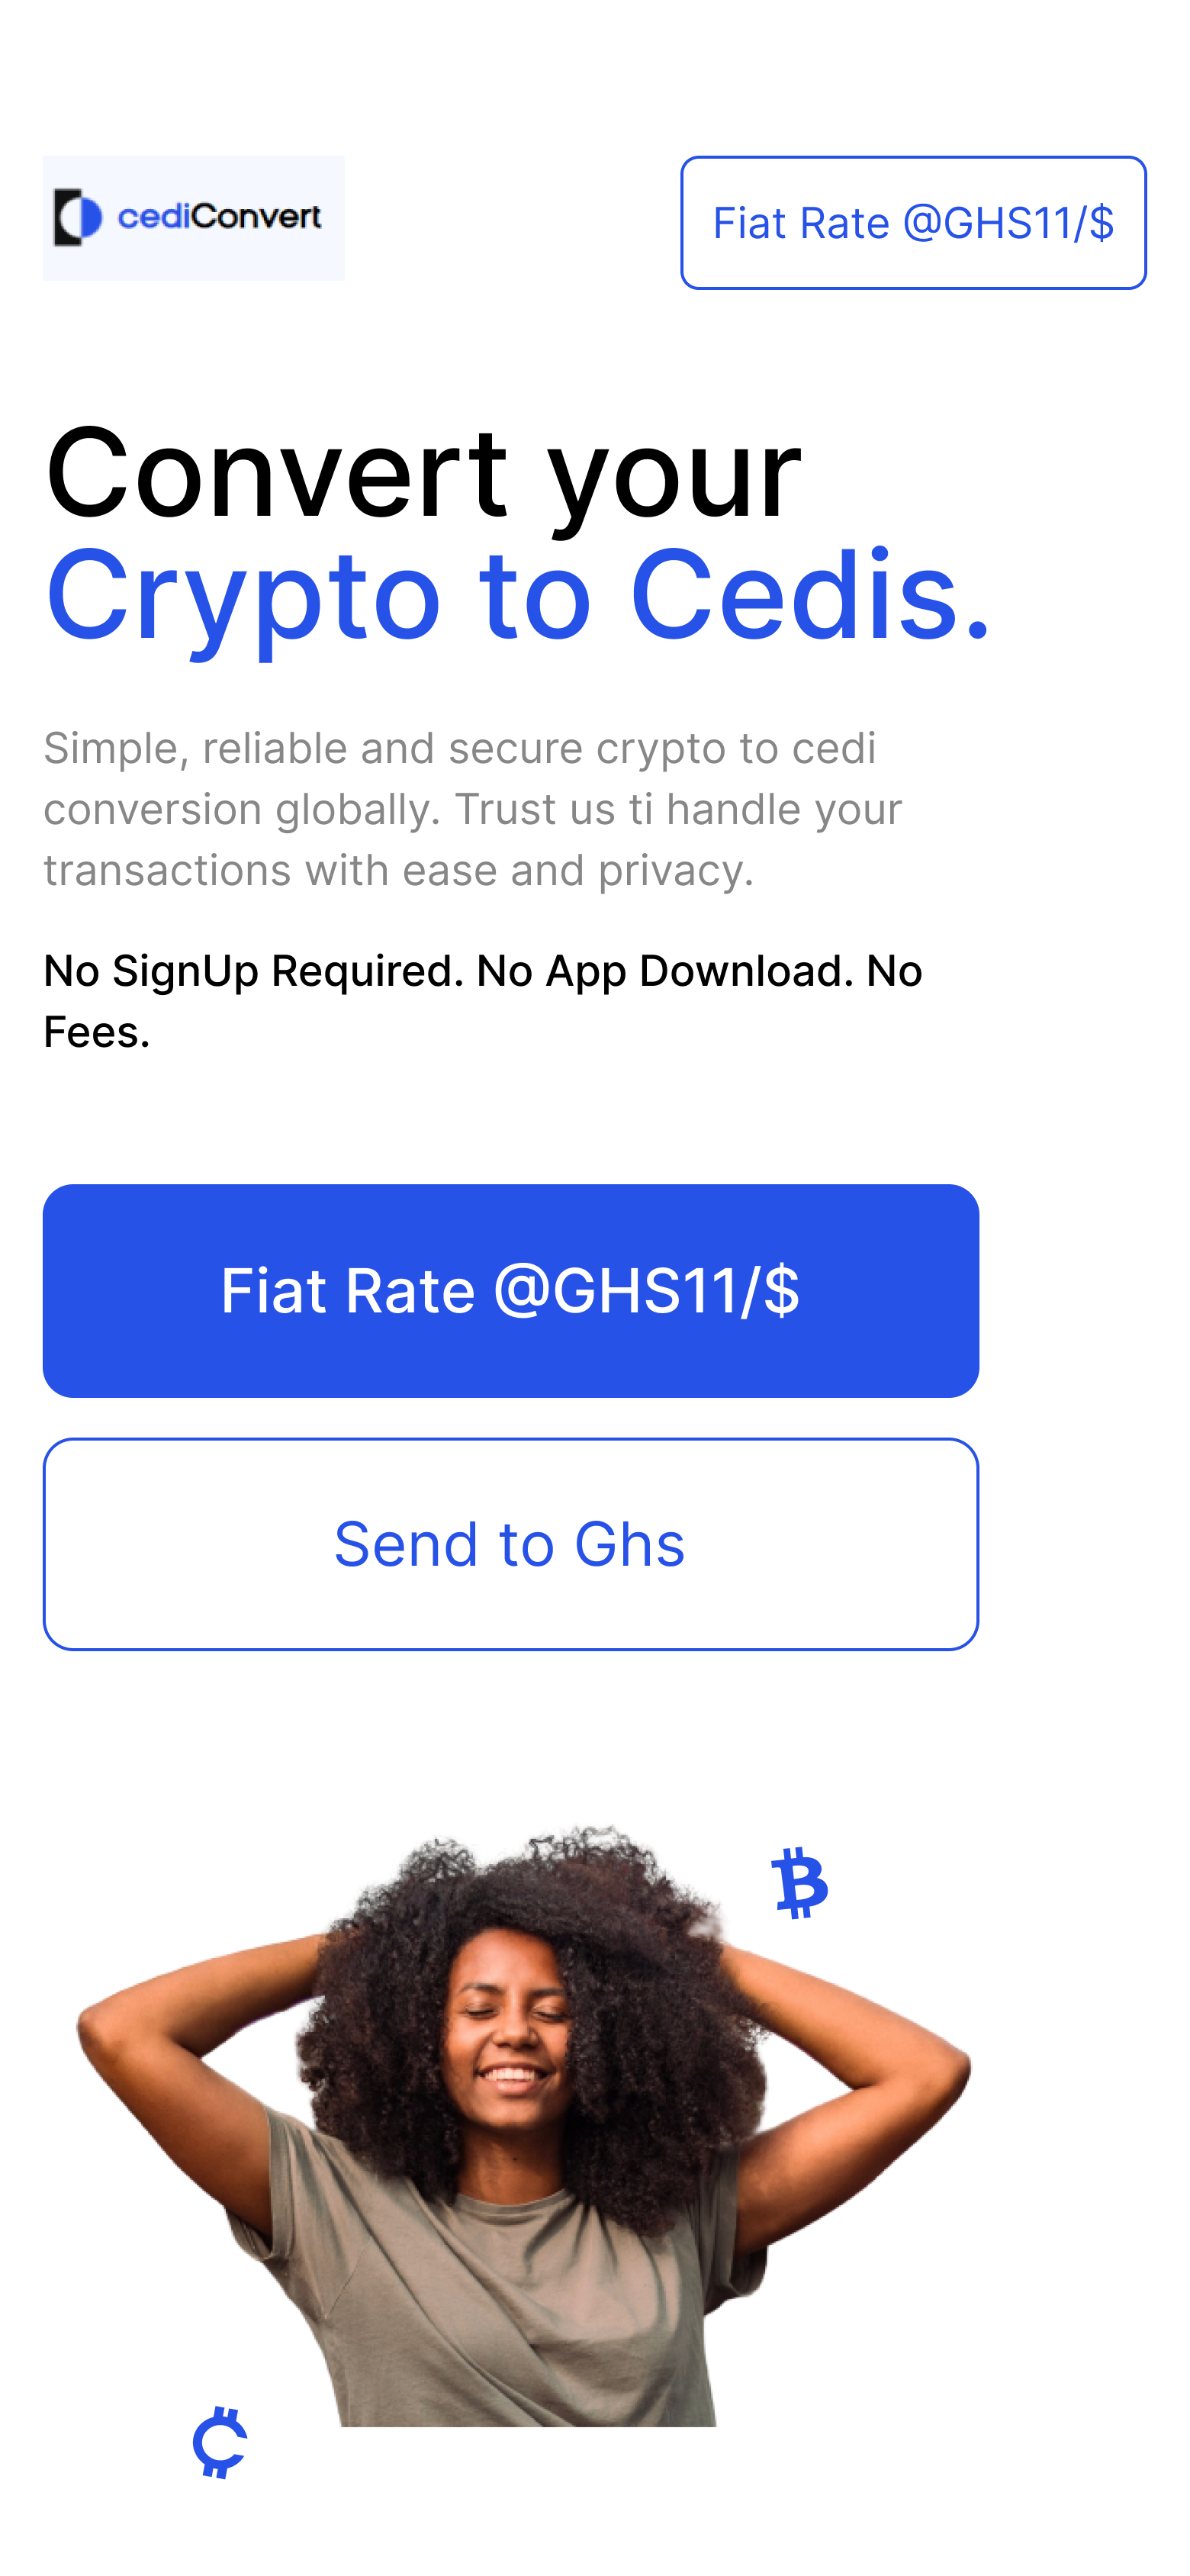 cediConvert
Fiat Rate @GHS11/$
Convert your
Crypto to Cedis.
Simple, reliable and secure crypto to cedi
conversion globally. Trust us ti handle your
transactions with ease and privacy.
No SignUp Required. No App Download. No
Fees.
Fiat Rate @GHS11/$
Send to Ghs